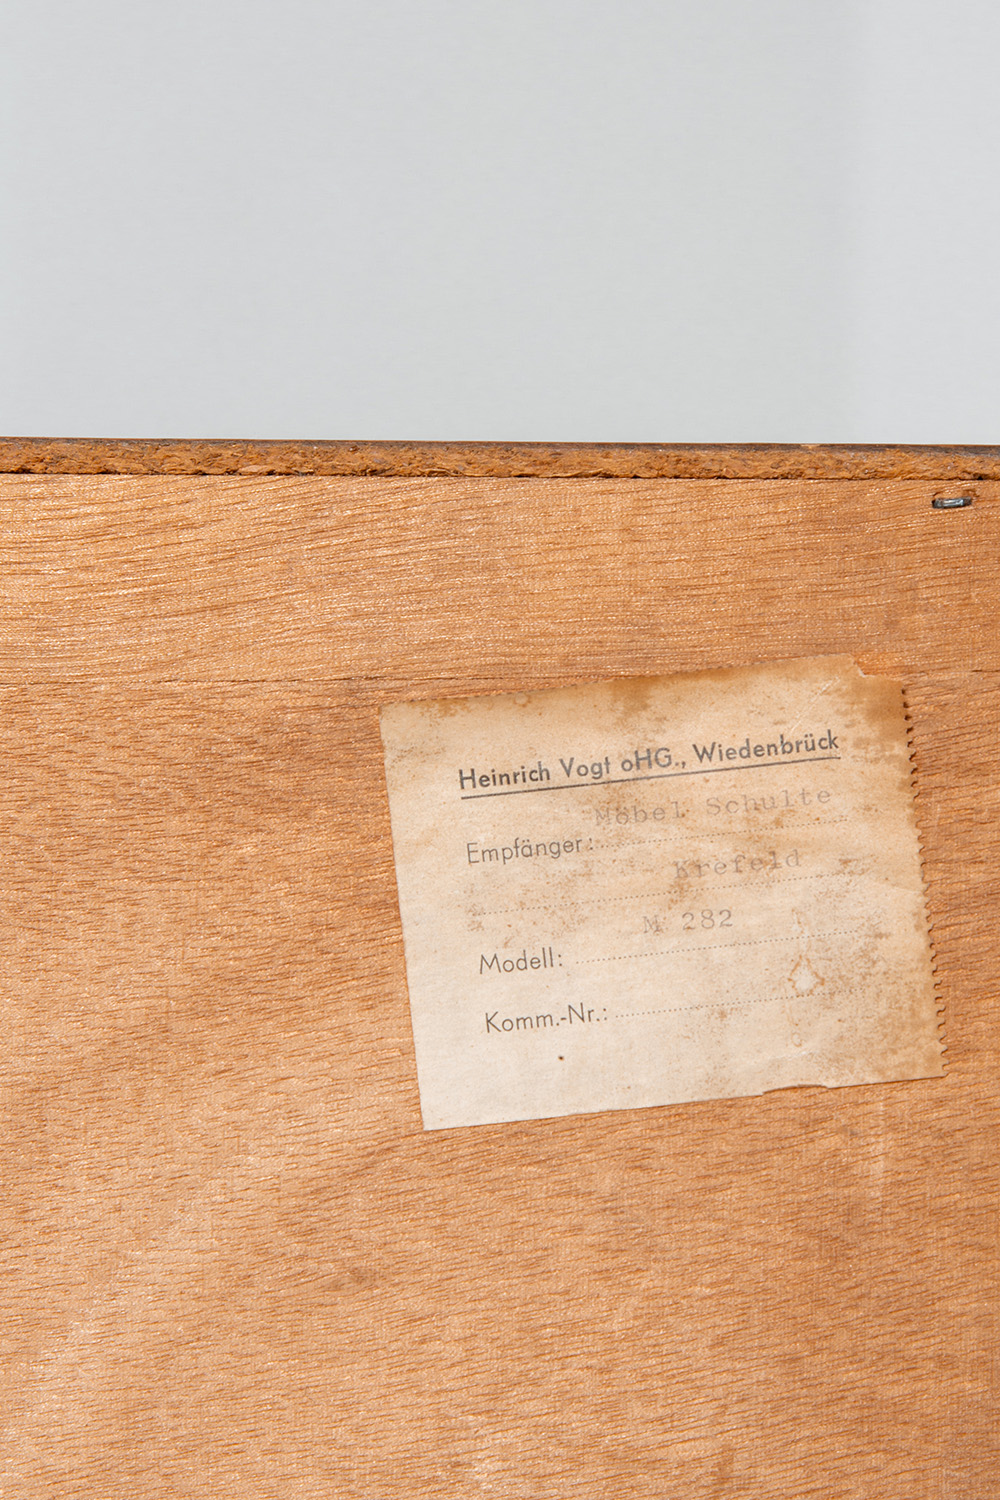 Heinrich Vogt oHG., Wiedenbrück
Möbel Schulte
Empfänger:
Krefeld
M 282
Modell:
Komm.-Nr.: